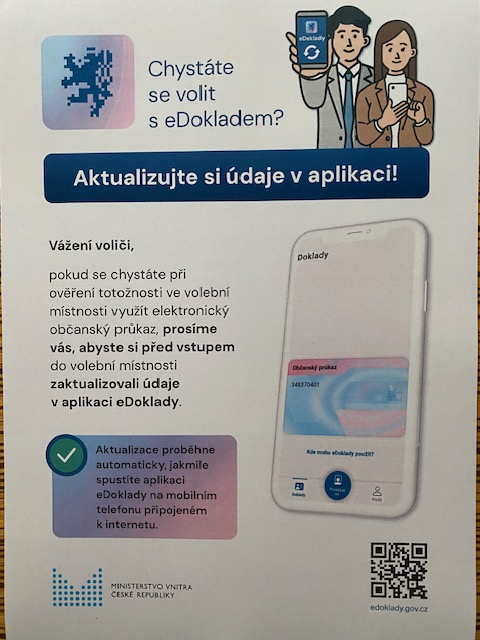 eDoklady
Chystáte
se volit
s eDokladem?
Aktualizujte si údaje v aplikaci!
Vážení voliči,
pokud se chystáte při
ověření totožnosti ve volební
místnosti využít elektronický
občanský průkaz, prosíme
vás, abyste si před vstupem
do volební místnosti
zaktualizovali údaje
v aplikaci eDoklady.
Aktualizace proběhne
automaticky, jakmile
spustíte aplikaci
eDoklady na mobilním
telefonu připojeném
k internetu.
Doklady
Občanský průkaz
348370401
Kde mohu eDoklady použít?
Doklady
Profil
MINISTERSTVO VNITRA
ČESKÉ REPUBLIKY
edoklady.gov.cz